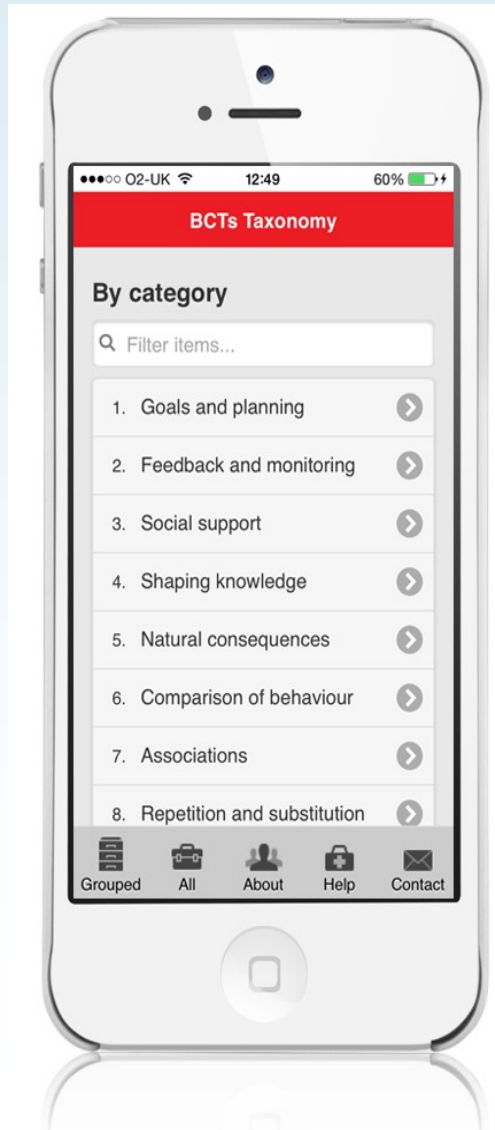 O2-UK 12:49 60%
BCTs Taxonomy
By category
Filter items...
1. Goals and planning
2. Feedback and monitoring
3. Social support
4. Shaping knowledge
5. Natural consequences
6. Comparison of behaviour
7. Associations
8. Repetition and substitution
Grouped All About Help Contact